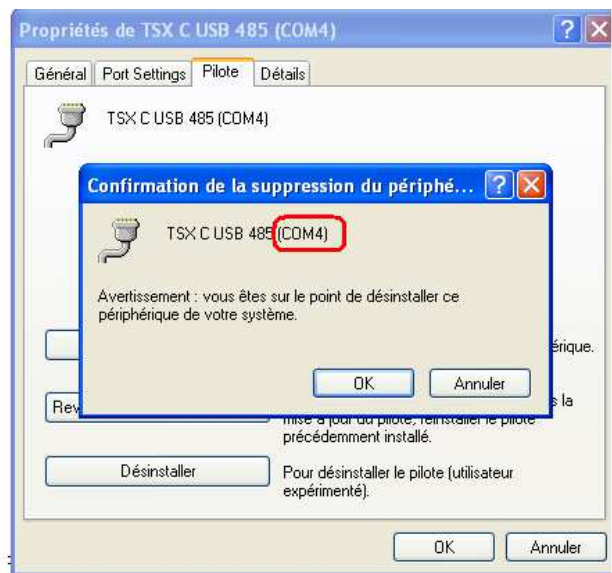 Propriétés de TSX C USB 485 (COM4)
Général Port Settings Pilote Détails
TSX C USB 485 (COM4)
Confirmation de la suppression du périphé...
TSX C USB 485 (COM4)
Avertissement : vous êtes sur le point de désinstaller ce
périphérique de votre système.
érique.
OK Annuler
Rev
s la
mise à jour du pilote, réinstaller le pilote
précédemment installé.
Désinstaller
Pour désinstaller le pilote (utilisateur
expérimenté).
OK Annuler